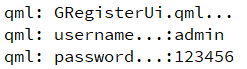 qml: GRegisterUi.qml...
qml: username...:admin
qml: password...:123456